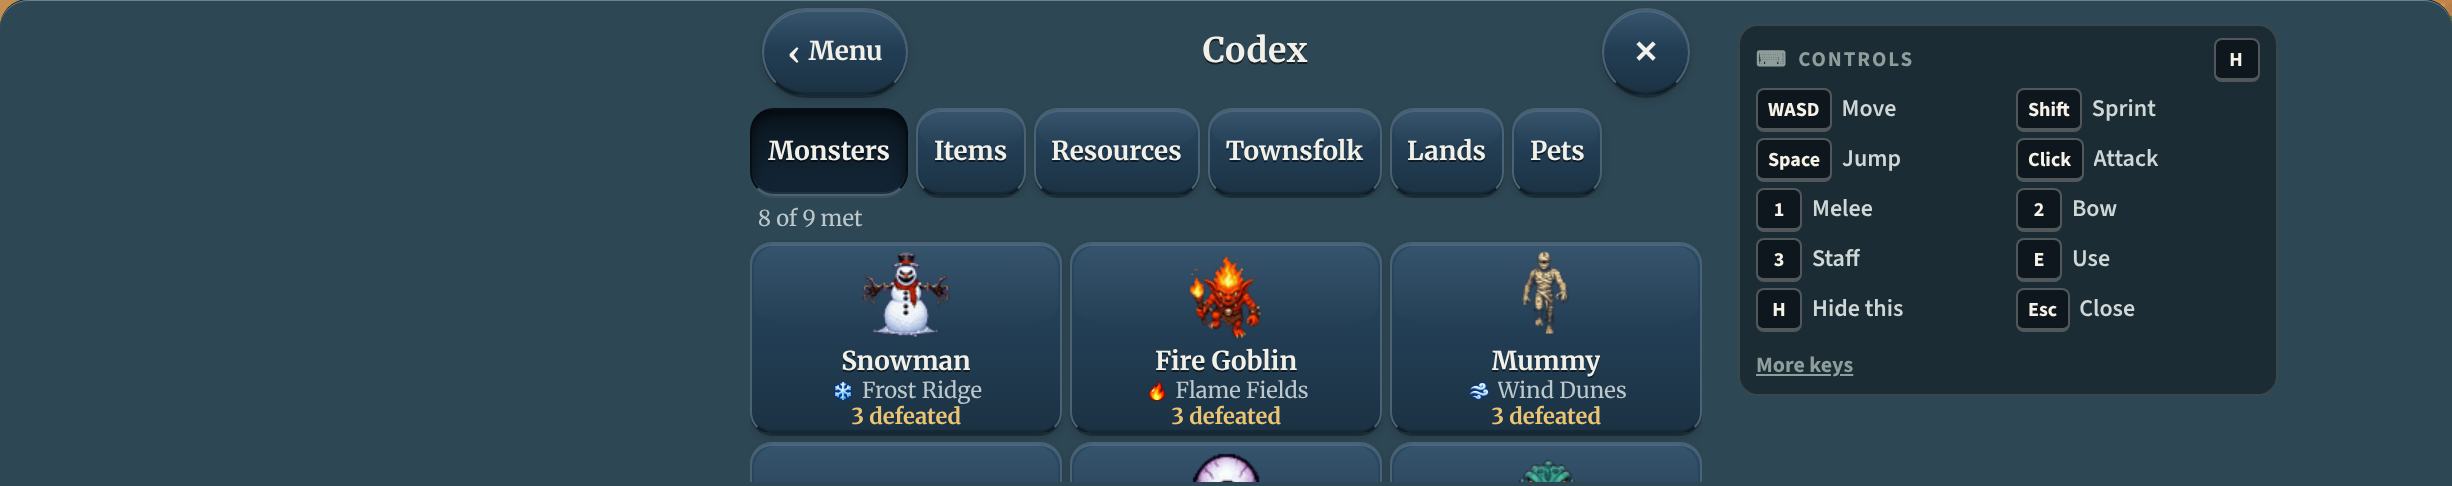 ‹ Menu
Codex
×
Monsters
Items
Resources
Townsfolk
Lands
Pets
8 of 9 met
Snowman
Frost Ridge
3 defeated
Fire Goblin
Flame Fields
3 defeated
Mummy
Wind Dunes
3 defeated
CONTROLS
H
WASD Move
Shift Sprint
Space Jump
Click Attack
1 Melee
2 Bow
3 Staff
E Use
H Hide this
Esc Close
More keys